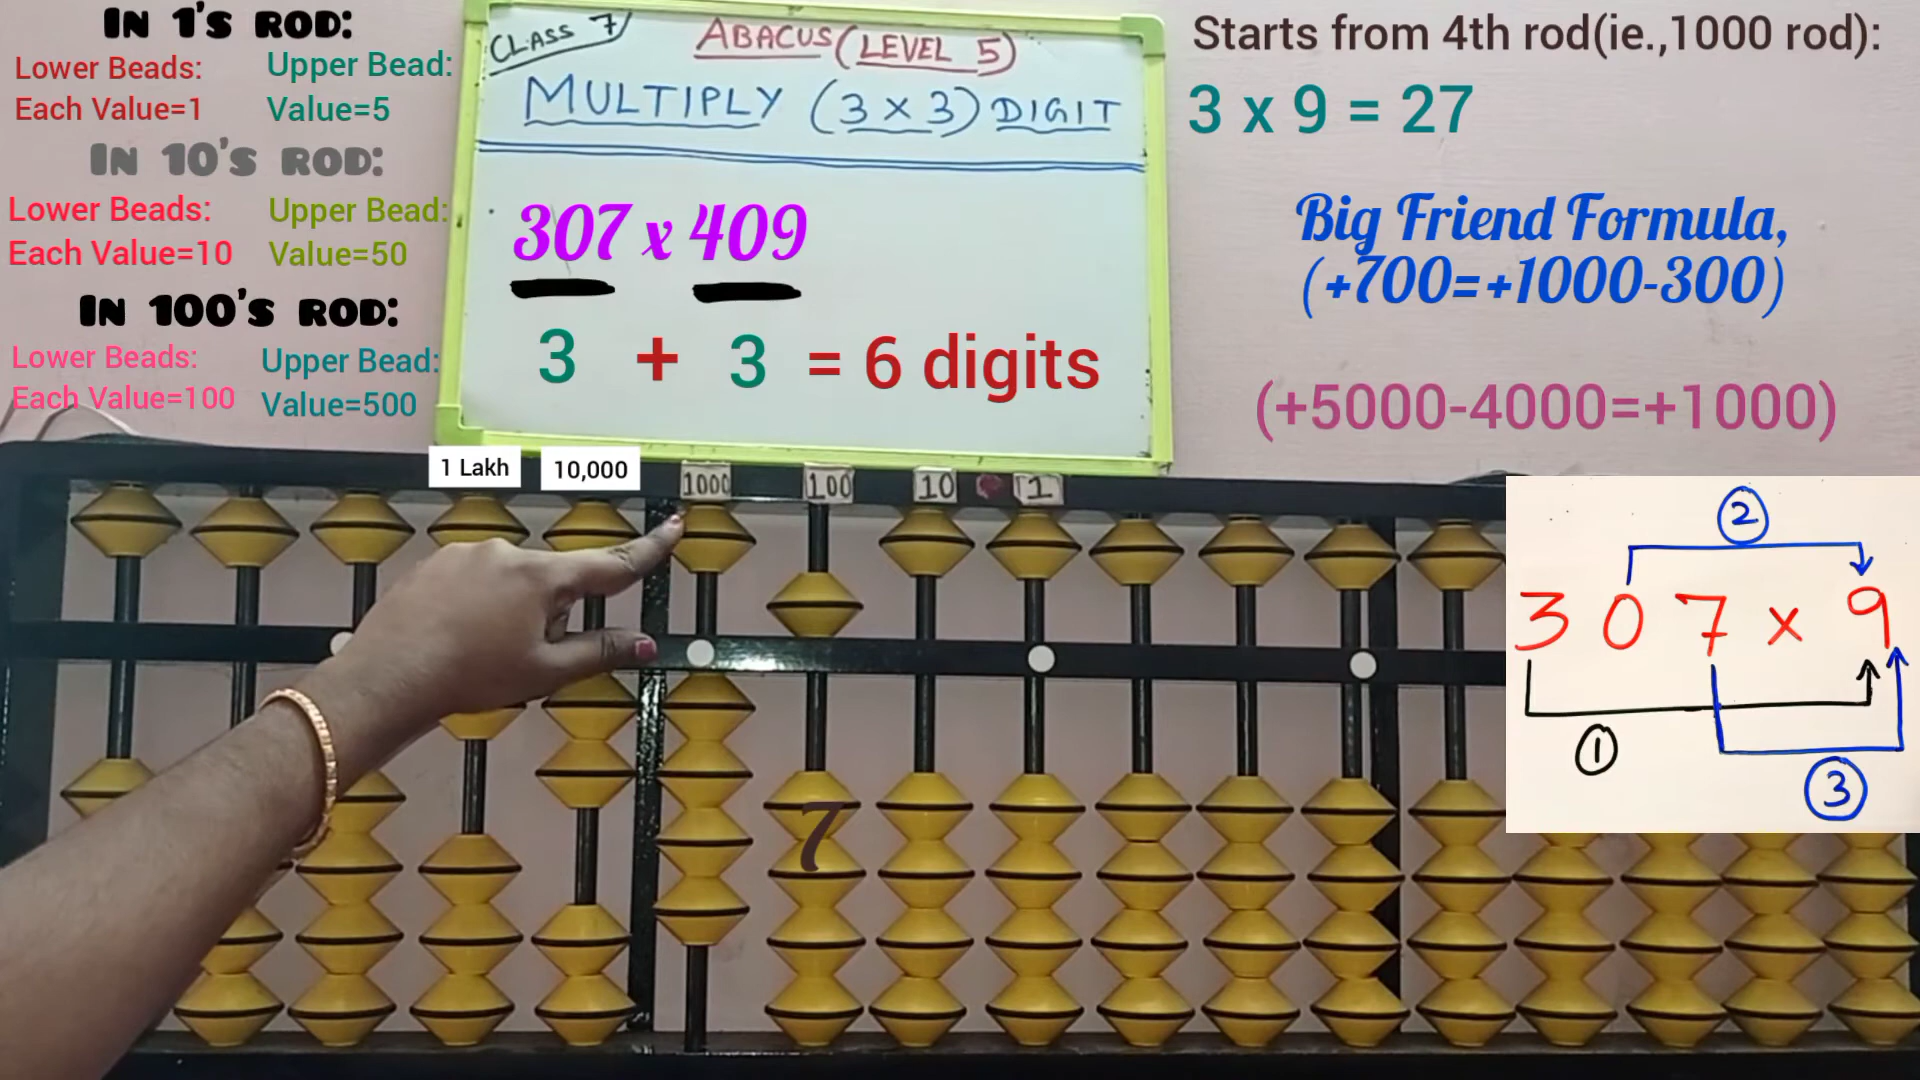 In 1's rod:
Lower Beads: Upper Bead:
Each Value=1 Value=5
In 10's rod:
Lower Beads: Upper Bead:
Each Value=10 Value=50
In 100's rod:
Lower Beads: Upper Bead:
Each Value=100 Value=500
CLASS 7
ABACUS (LEVEL 5)
MULTIPLY (3 x 3) DIGIT
307 x 409
3 + 3 = 6 digits
Starts from 4th rod(ie.,1000 rod):
3 x 9 = 27
Big Friend Formula,
(+700=+1000-300)
(+5000-4000=+1000)
1 Lakh 10,000 1000 100 10 1
7
2
3 0 7 x 9
1
3